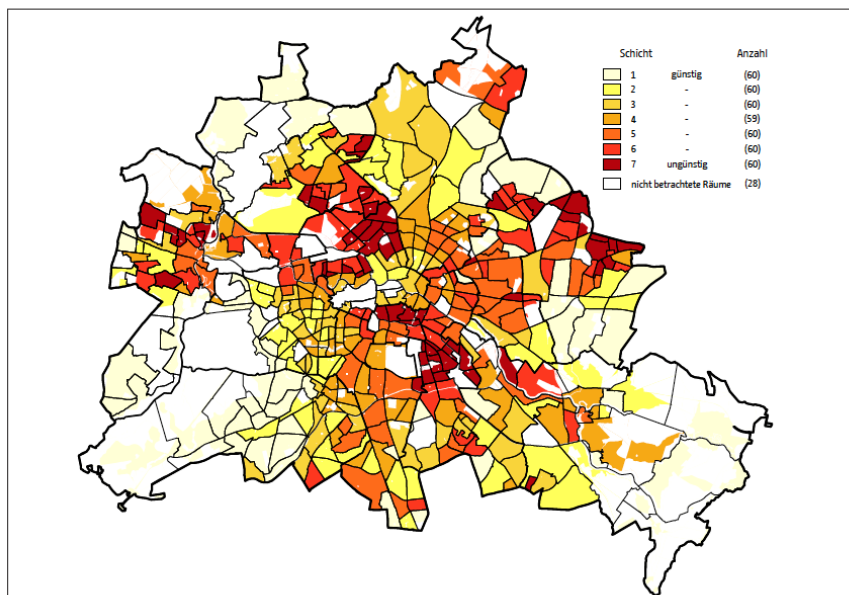 Schicht Anzahl
1 günstig (60)
2 - (60)
3 - (60)
4 - (59)
5 - (60)
6 - (60)
7 ungünstig (60)
nicht betrachtete Räume (28)